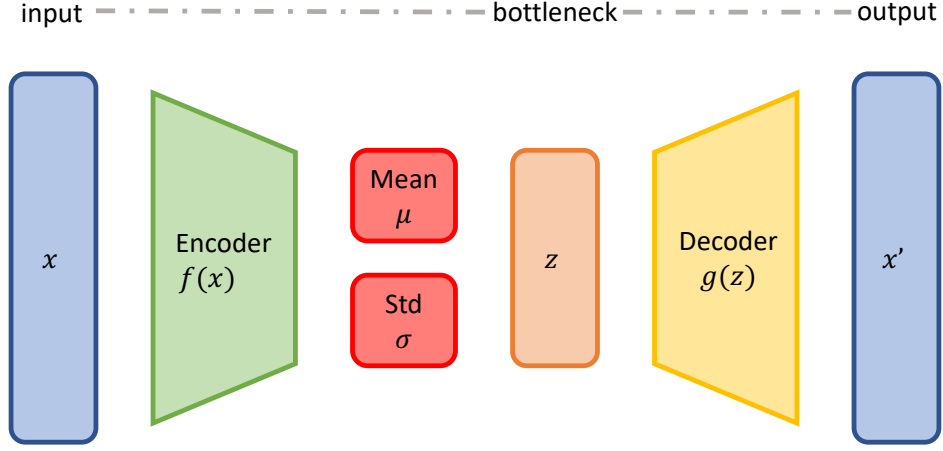 input bottleneck output
x
Encoder
f(x)
Mean
μ
Std
σ
z
Decoder
g(z)
x’